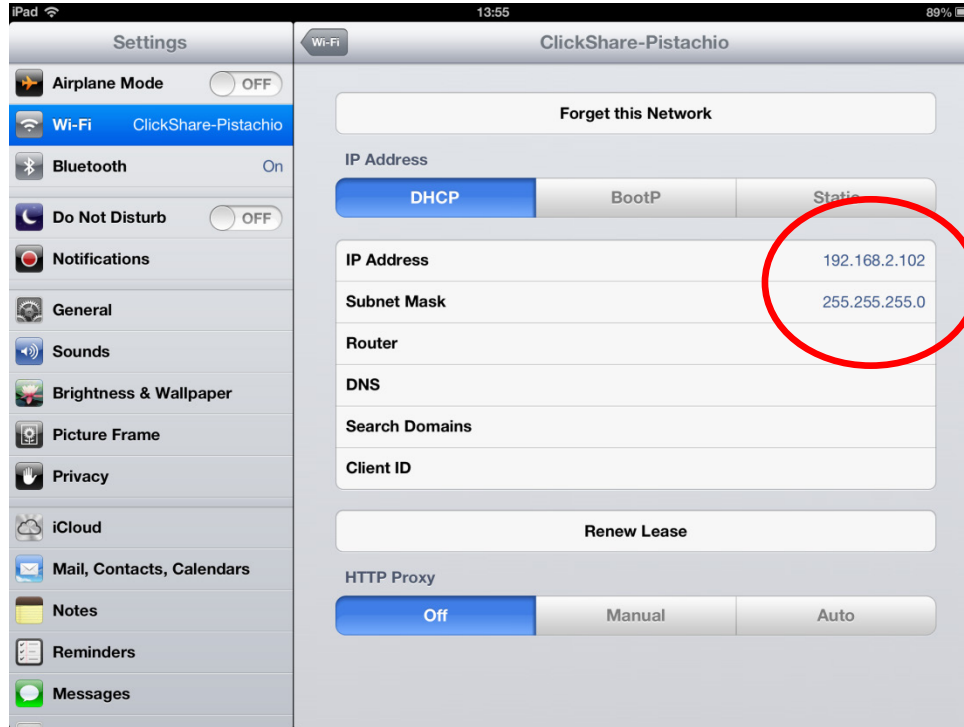 iPad 13:55 89%
Settings
Airplane Mode OFF
Wi-Fi ClickShare-Pistachio
Bluetooth On
Do Not Disturb OFF
Notifications
General
Sounds
Brightness & Wallpaper
Picture Frame
Privacy
iCloud
Mail, Contacts, Calendars
Notes
Reminders
Messages
Wi-Fi ClickShare-Pistachio
Forget this Network
IP Address
DHCP BootP Static
IP Address 192.168.2.102
Subnet Mask 255.255.255.0
Router
DNS
Search Domains
Client ID
Renew Lease
HTTP Proxy
Off Manual Auto